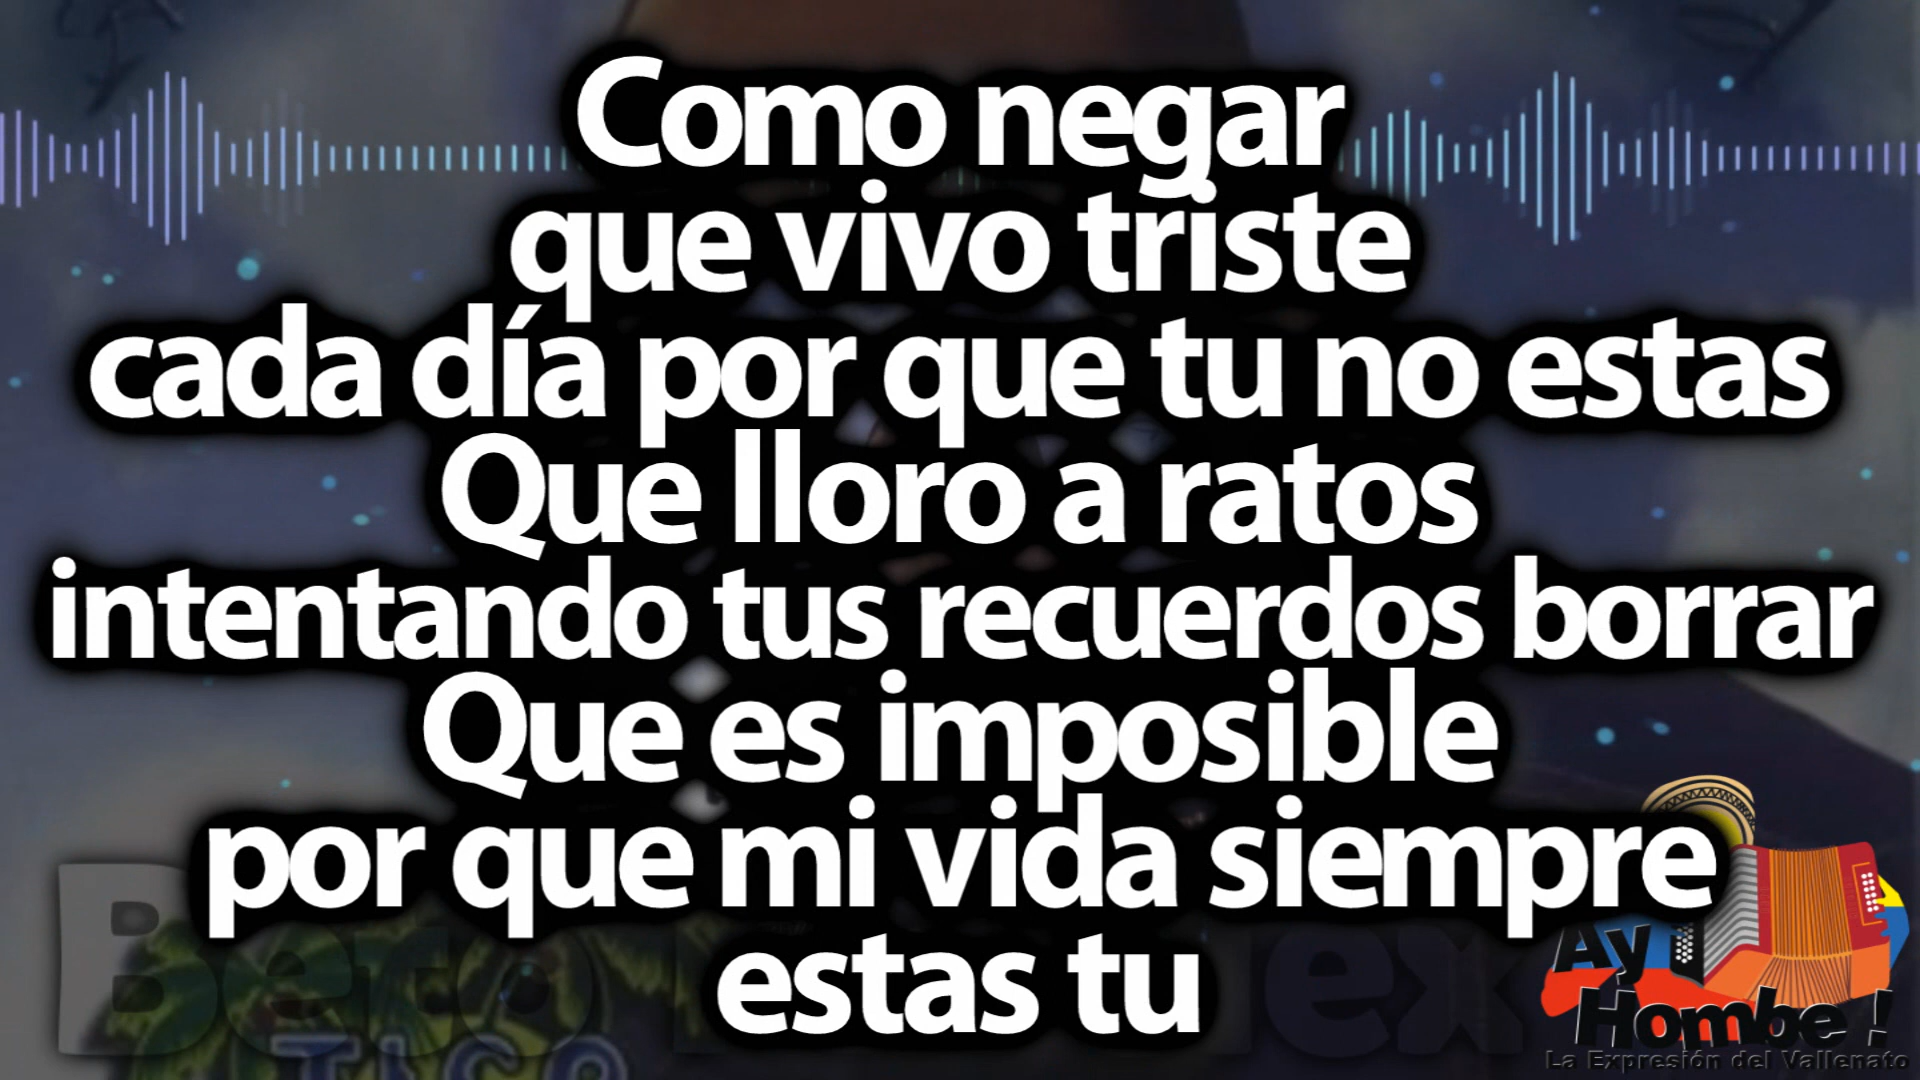 Como negar
que vivo triste
cada día por que tu no estas
Que lloro a ratos
intentando tus recuerdos borrar
Que es imposible
por que mi vida siempre
estas tu
Beto
Ay
Hombe !
La Expresión del Vallenato